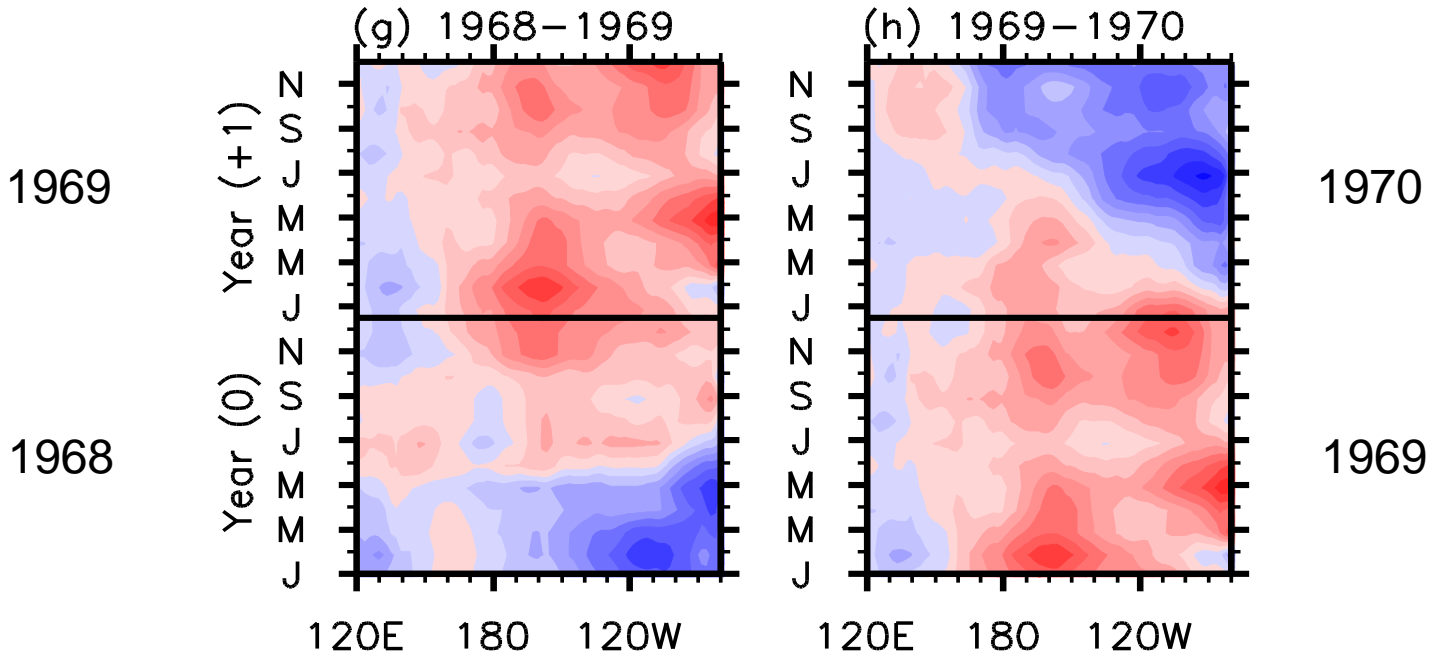 (g) 1968−1969
(h) 1969−1970
1969
Year (+1)
N
S
J
M
M
J
1968
Year (0)
N
S
J
M
M
J
120E 180 120W
N
S
J
M
M
J
1970
N
S
J
M
M
J
1969
120E 180 120W